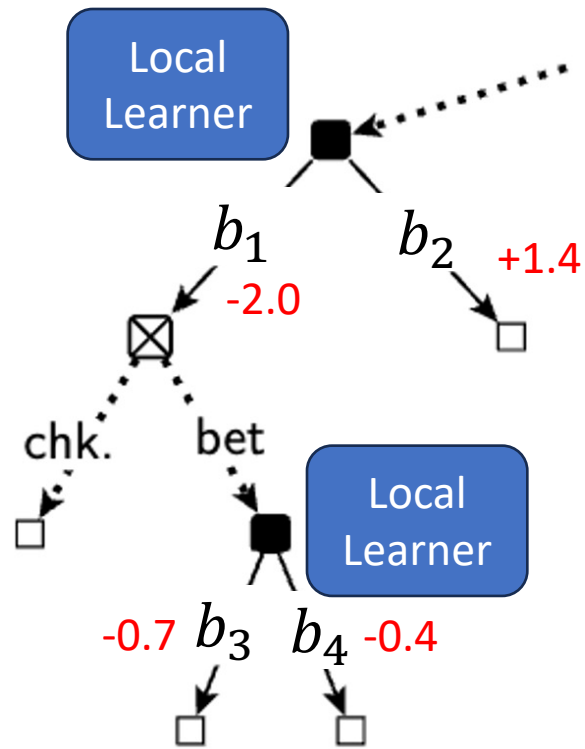 Local
Learner
b₁
b₂
+1.4
-2.0
chk.
bet
Local
Learner
-0.7
b₃
b₄
-0.4